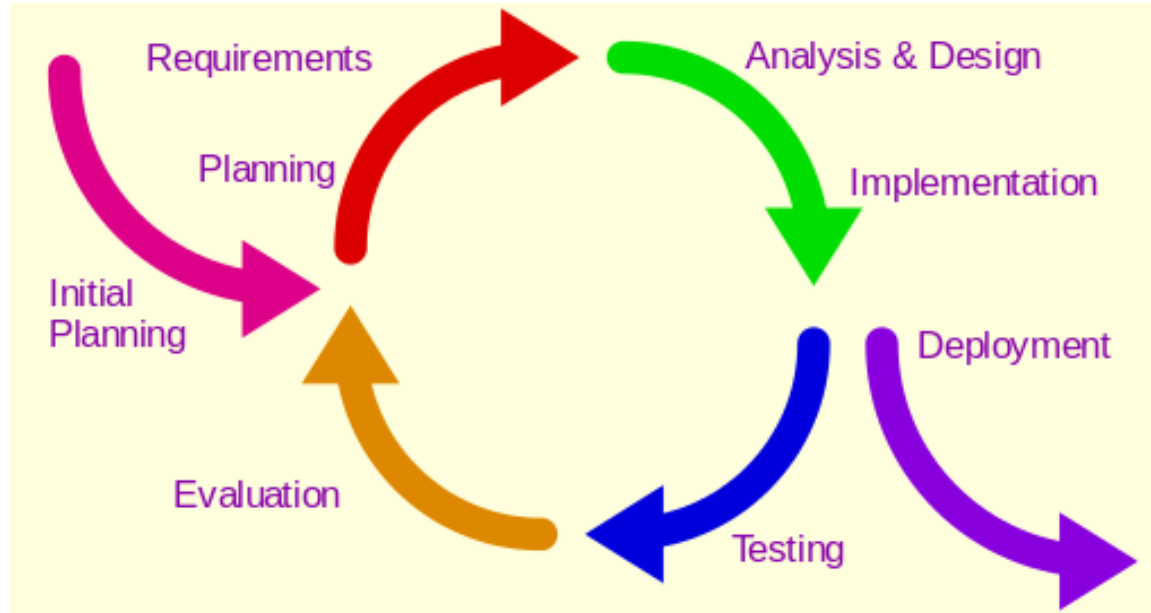 Requirements
Analysis & Design
Planning
Implementation
Initial
Planning
Deployment
Evaluation
Testing